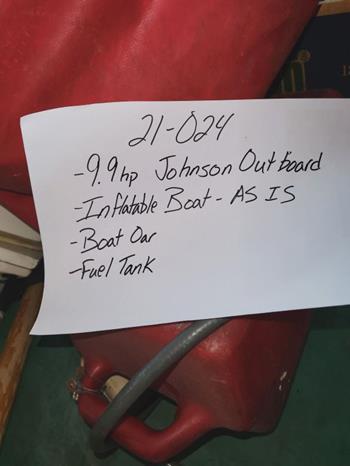 21-024
-9.9hp Johnson Outboard
-Inflatable Boat - AS IS
-Boat Oar
-Fuel Tank